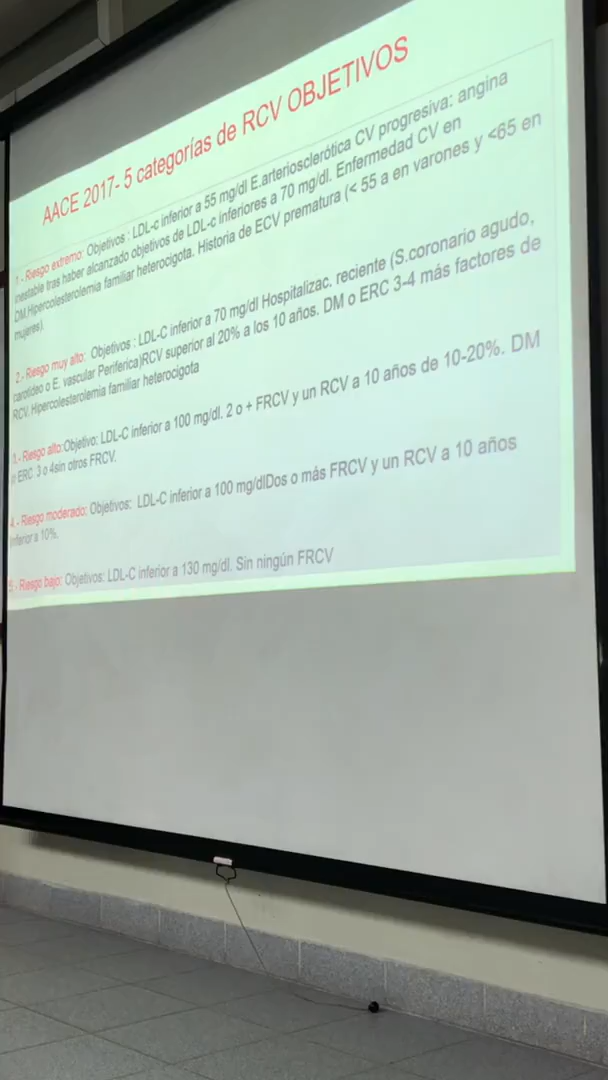 AACE 2017- 5 categorías de RCV OBJETIVOS
1.- Riesgo extremo: Objetivos : LDL-c inferior a 55 mg/dl E.arteriosclerótica CV progresiva: angina
inestable tras haber alcanzado objetivos de LDL-c inferiores a 70 mg/dl. Enfermedad CV en
DM.Hipercolesterolemia familiar heterocigota. Historia de ECV prematura (< 55 a en varones y <65 en
mujeres).
2.- Riesgo muy alto: Objetivos : LDL-C inferior a 70 mg/dl Hospitalizac. reciente (S.coronario agudo,
carotideo o E. vascular Periferica)RCV superior al 20% a los 10 años. DM o ERC 3-4 más factores de
RCV. Hipercolesterolemia familiar heterocigota
.- Riesgo alto:Objetivo: LDL-C inferior a 100 mg/dl. 2 o + FRCV y un RCV a 10 años de 10-20%. DM
ERC 3 o 4sin otros FRCV.
4.- Riesgo moderado: Objetivos: LDL-C inferior a 100 mg/dlDos o más FRCV y un RCV a 10 años
inferior a 10%.
5.- Riesgo bajo: Objetivos: LDL-C inferior a 130 mg/dl. Sin ningún FRCV